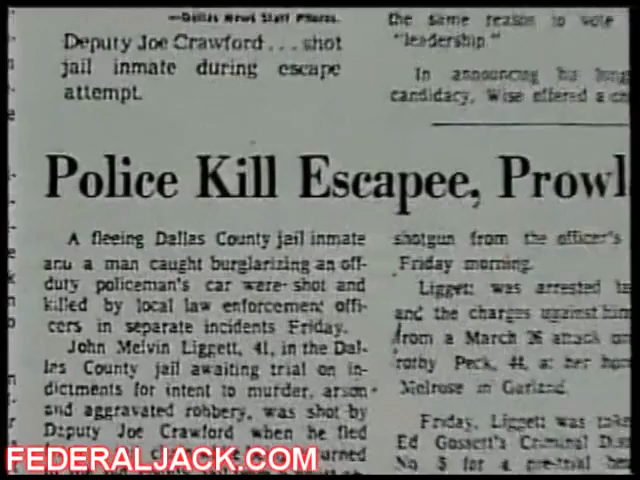 —Dallas News Staff Photos.
Deputy Joe Crawford . . . shot
jail inmate during escape
attempt.
the same reason to vote
"leadership."
In announcing his long
candidacy, Wise offered a
Police Kill Escapee, Prowl
A fleeing Dallas County jail inmate
and a man caught burglarizing an off-
duty policeman's car were shot and
killed by local law enforcement offi-
cers in separate incidents Friday.
John Melvin Liggett, 41, in the Dal-
las County jail awaiting trial on in-
dictments for intent to murder, arson
and aggravated robbery, was shot by
Deputy Joe Crawford when he fled
shotgun from the officer's
Friday morning.
Liggett was arrested
and the charges against him
from a March 26 attack on
rothy Peck, 44, at her home
Melrose in Garland.
Friday, Liggett was
Ed Gossett's Criminal
No 5 for a pre-trial
FEDERALJACK.COM